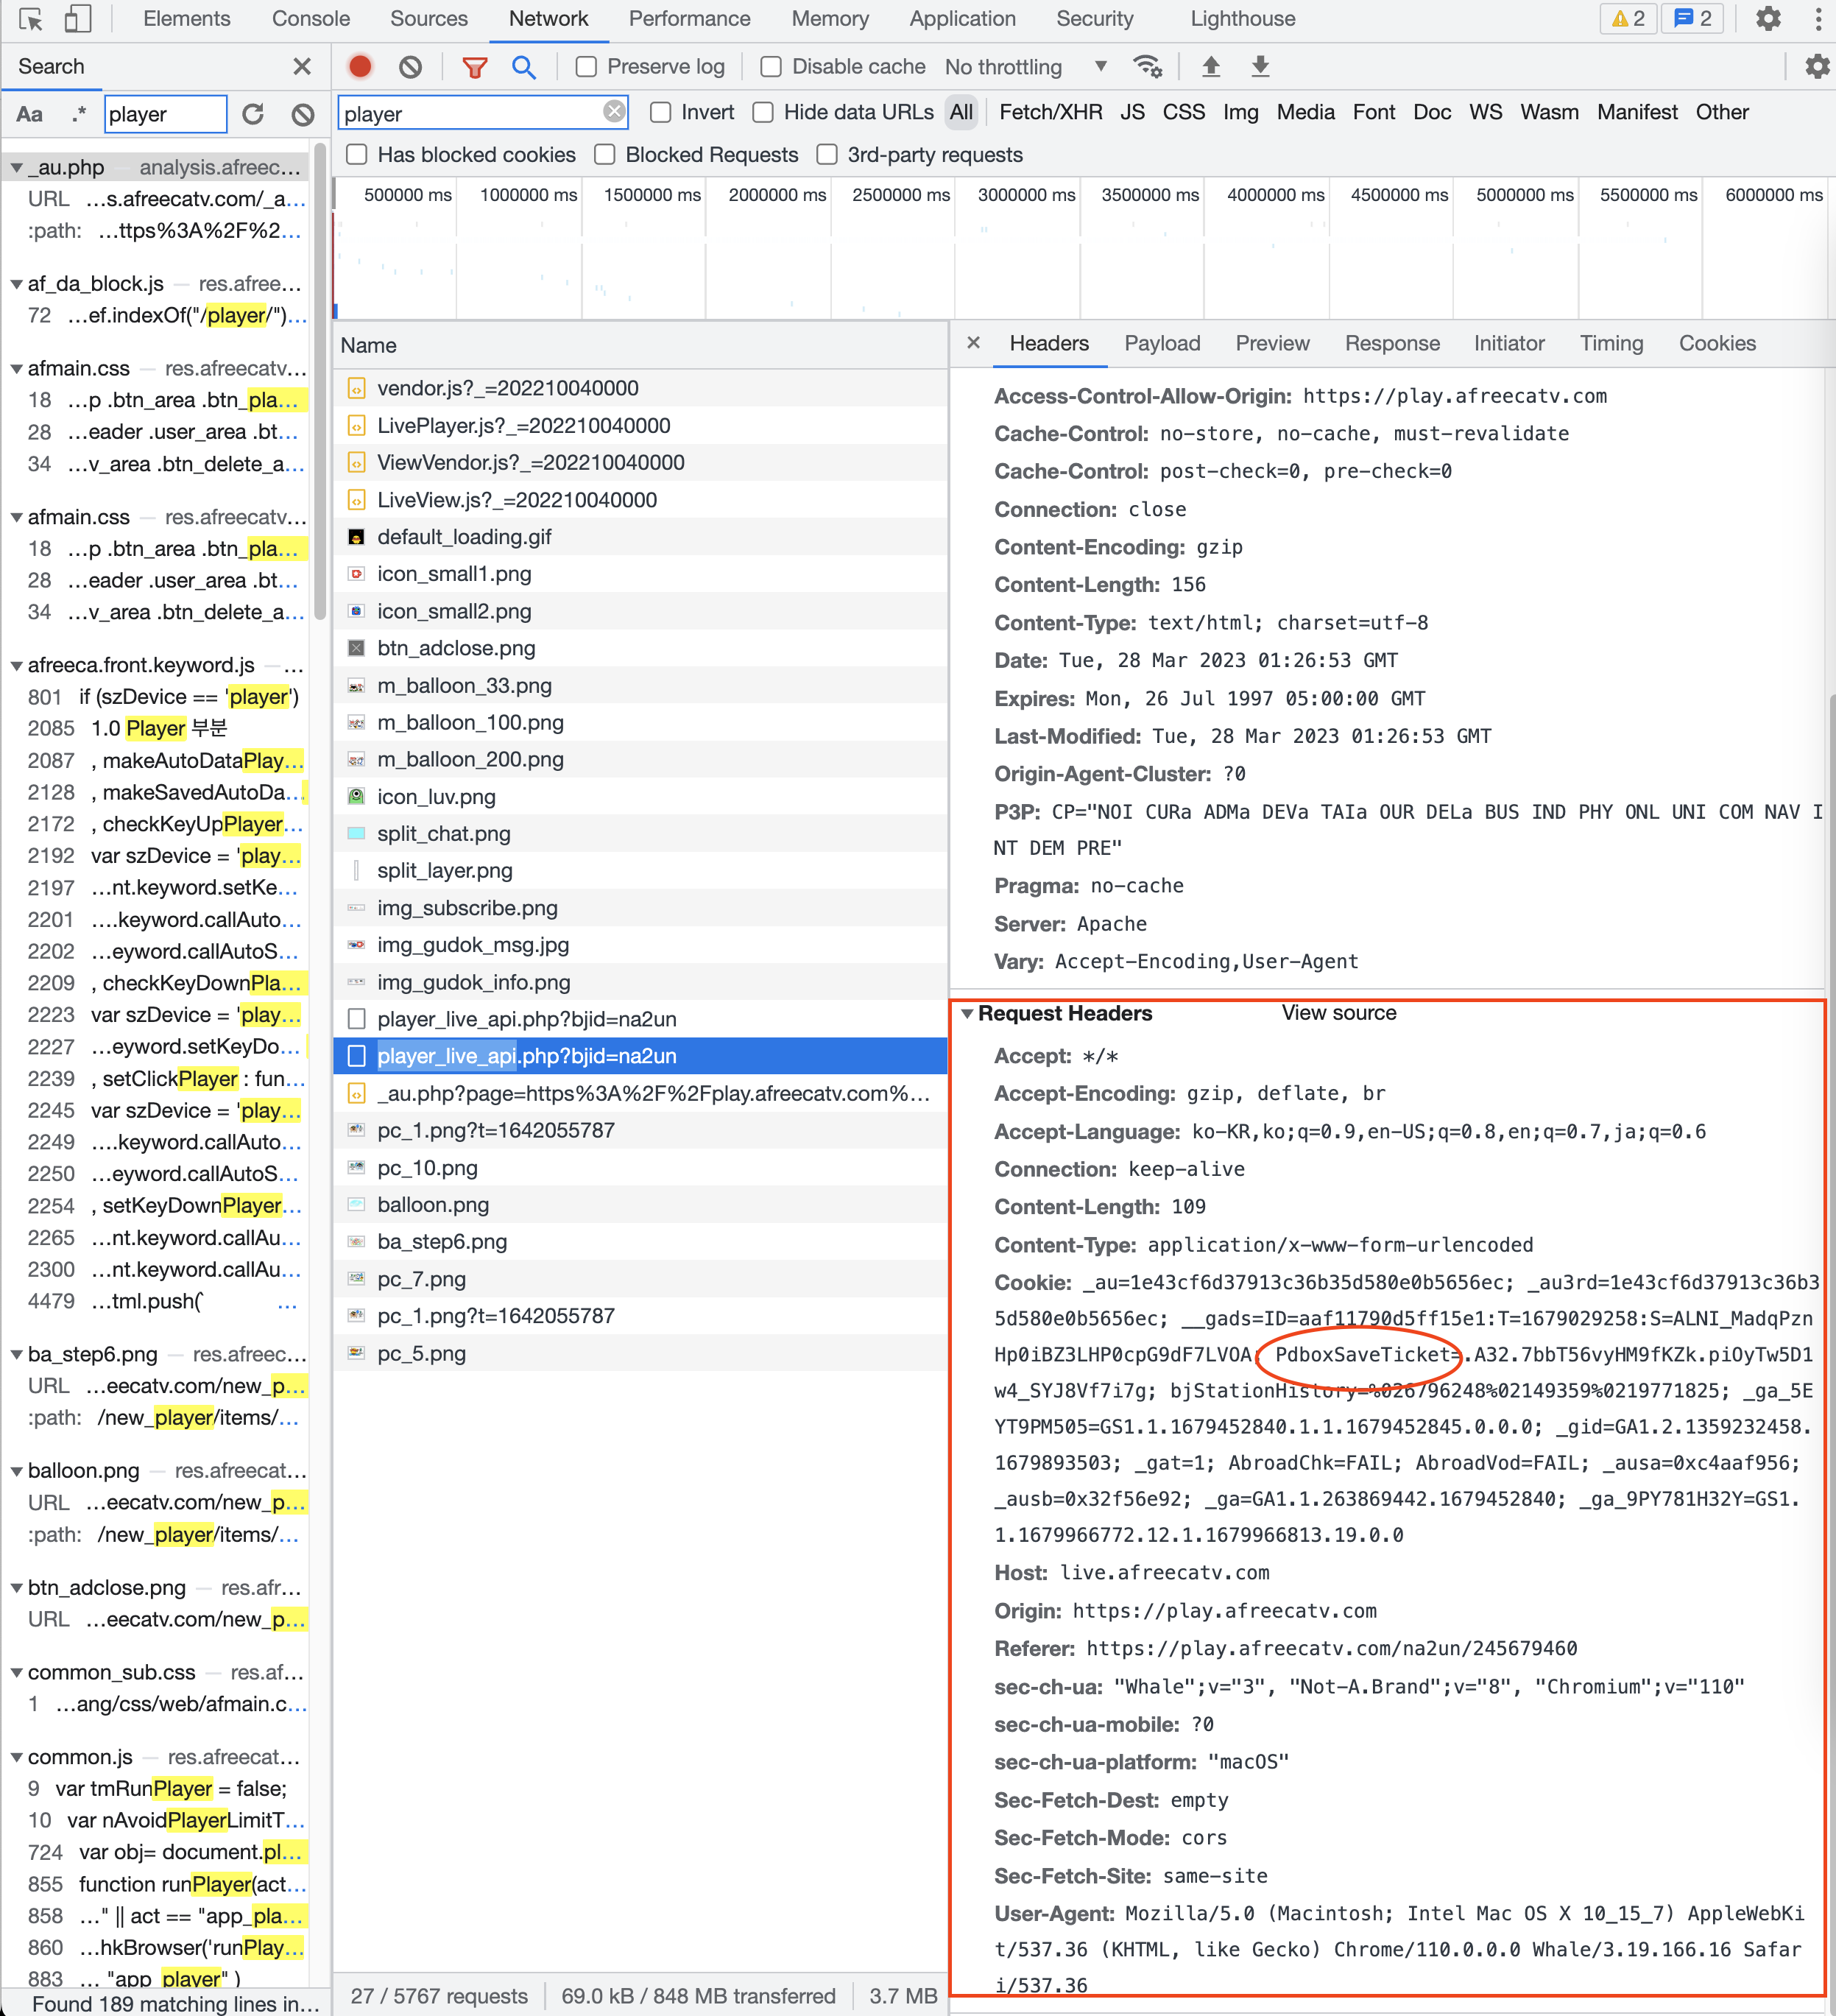 Elements Console Sources Network Performance Memory Application Security Lighthouse 2 2
Search
Preserve log Disable cache No throttling
Aa .* player
player Invert Hide data URLs All Fetch/XHR JS CSS Img Media Font Doc WS Wasm Manifest Other
Has blocked cookies Blocked Requests 3rd-party requests
500000 ms 1000000 ms 1500000 ms 2000000 ms 2500000 ms 3000000 ms 3500000 ms 4000000 ms 4500000 ms 5000000 ms 5500000 ms 6000000 ms
_au.php — analysis.afreec...
URL ...s.afreecatv.com/_a...
:path: ...ttps%3A%2F%2...
af_da_block.js — res.afree...
72 ...ef.indexOf("/player/")...
afmain.css — res.afreecatv...
18 ...p .btn_area .btn_pla...
28 ...eader .user_area .bt...
34 ...v_area .btn_delete_a...
afmain.css — res.afreecatv...
18 ...p .btn_area .btn_pla...
28 ...eader .user_area .bt...
34 ...v_area .btn_delete_a...
afreeca.front.keyword.js — ...
801 if (szDevice == 'player')
2085 1.0 Player 부분
2087 , makeAutoDataPlay...
2128 , makeSavedAutoDa...
2172 , checkKeyUpPlayer...
2192 var szDevice = 'play...
2197 ...nt.keyword.setKe...
2201 ....keyword.callAuto...
2202 ...eyword.callAutoS...
2209 , checkKeyDownPla...
2223 var szDevice = 'play...
2227 ...eyword.setKeyDo...
2239 , setClickPlayer : fun...
2245 var szDevice = 'play...
2249 ....keyword.callAuto...
2250 ...eyword.callAutoS...
2254 , setKeyDownPlayer...
2265 ...nt.keyword.callAu...
2300 ...nt.keyword.callAu...
4479 ...tml.push(` ...
ba_step6.png — res.afreec...
URL ...eecatv.com/new_p...
:path: /new_player/items/...
balloon.png — res.afreecat...
URL ...eecatv.com/new_p...
:path: /new_player/items/...
btn_adclose.png — res.afr...
URL ...eecatv.com/new_p...
common_sub.css — res.af...
1 ...ang/css/web/afmain.c...
common.js — res.afreecat...
9 var tmRunPlayer = false;
10 var nAvoidPlayerLimitT...
724 var obj= document.pl...
855 function runPlayer(act...
858 ..." || act == "app_pla...
860 ...hkBrowser('runPlay...
883 ... "app_player" )
Found 189 matching lines in...
Name
vendor.js?_=202210040000
LivePlayer.js?_=202210040000
ViewVendor.js?_=202210040000
LiveView.js?_=202210040000
default_loading.gif
icon_small1.png
icon_small2.png
btn_adclose.png
m_balloon_33.png
m_balloon_100.png
m_balloon_200.png
icon_luv.png
split_chat.png
split_layer.png
img_subscribe.png
img_gudok_msg.jpg
img_gudok_info.png
player_live_api.php?bjid=na2un
player_live_api.php?bjid=na2un
_au.php?page=https%3A%2F%2Fplay.afreecatv.com%...
pc_1.png?t=1642055787
pc_10.png
balloon.png
ba_step6.png
pc_7.png
pc_1.png?t=1642055787
pc_5.png
27 / 5767 requests 69.0 kB / 848 MB transferred 3.7 MB
Headers Payload Preview Response Initiator Timing Cookies
Access-Control-Allow-Origin: https://play.afreecatv.com
Cache-Control: no-store, no-cache, must-revalidate
Cache-Control: post-check=0, pre-check=0
Connection: close
Content-Encoding: gzip
Content-Length: 156
Content-Type: text/html; charset=utf-8
Date: Tue, 28 Mar 2023 01:26:53 GMT
Expires: Mon, 26 Jul 1997 05:00:00 GMT
Last-Modified: Tue, 28 Mar 2023 01:26:53 GMT
Origin-Agent-Cluster: ?0
P3P: CP="NOI CURa ADMa DEVa TAIa OUR DELa BUS IND PHY ONL UNI COM NAV I
NT DEM PRE"
Pragma: no-cache
Server: Apache
Vary: Accept-Encoding,User-Agent
Request Headers View source
Accept: */*
Accept-Encoding: gzip, deflate, br
Accept-Language: ko-KR,ko;q=0.9,en-US;q=0.8,en;q=0.7,ja;q=0.6
Connection: keep-alive
Content-Length: 109
Content-Type: application/x-www-form-urlencoded
Cookie: _au=1e43cf6d37913c36b35d580e0b5656ec; _au3rd=1e43cf6d37913c36b3
5d580e0b5656ec; __gads=ID=aaf11790d5ff15e1:T=1679029258:S=ALNI_MadqPzn
Hp0iBZ3LHP0cpG9dF7LVOA; PdboxSaveTicket=.A32.7bbT56vyHM9fKZk.piOyTw5D1
w4_SYJ8Vf7i7g; bjStationHistory=%026796248%02149359%0219771825; _ga_5E
YT9PM505=GS1.1.1679452840.1.1.1679452845.0.0.0; _gid=GA1.2.1359232458.
1679893503; _gat=1; AbroadChk=FAIL; AbroadVod=FAIL; _ausa=0xc4aaf956;
_ausb=0x32f56e92; _ga=GA1.1.263869442.1679452840; _ga_9PY781H32Y=GS1.
1.1679966772.12.1.1679966813.19.0.0
Host: live.afreecatv.com
Origin: https://play.afreecatv.com
Referer: https://play.afreecatv.com/na2un/245679460
sec-ch-ua: "Whale";v="3", "Not-A.Brand";v="8", "Chromium";v="110"
sec-ch-ua-mobile: ?0
sec-ch-ua-platform: "macOS"
Sec-Fetch-Dest: empty
Sec-Fetch-Mode: cors
Sec-Fetch-Site: same-site
User-Agent: Mozilla/5.0 (Macintosh; Intel Mac OS X 10_15_7) AppleWebKi
t/537.36 (KHTML, like Gecko) Chrome/110.0.0.0 Whale/3.19.166.16 Safar
i/537.36